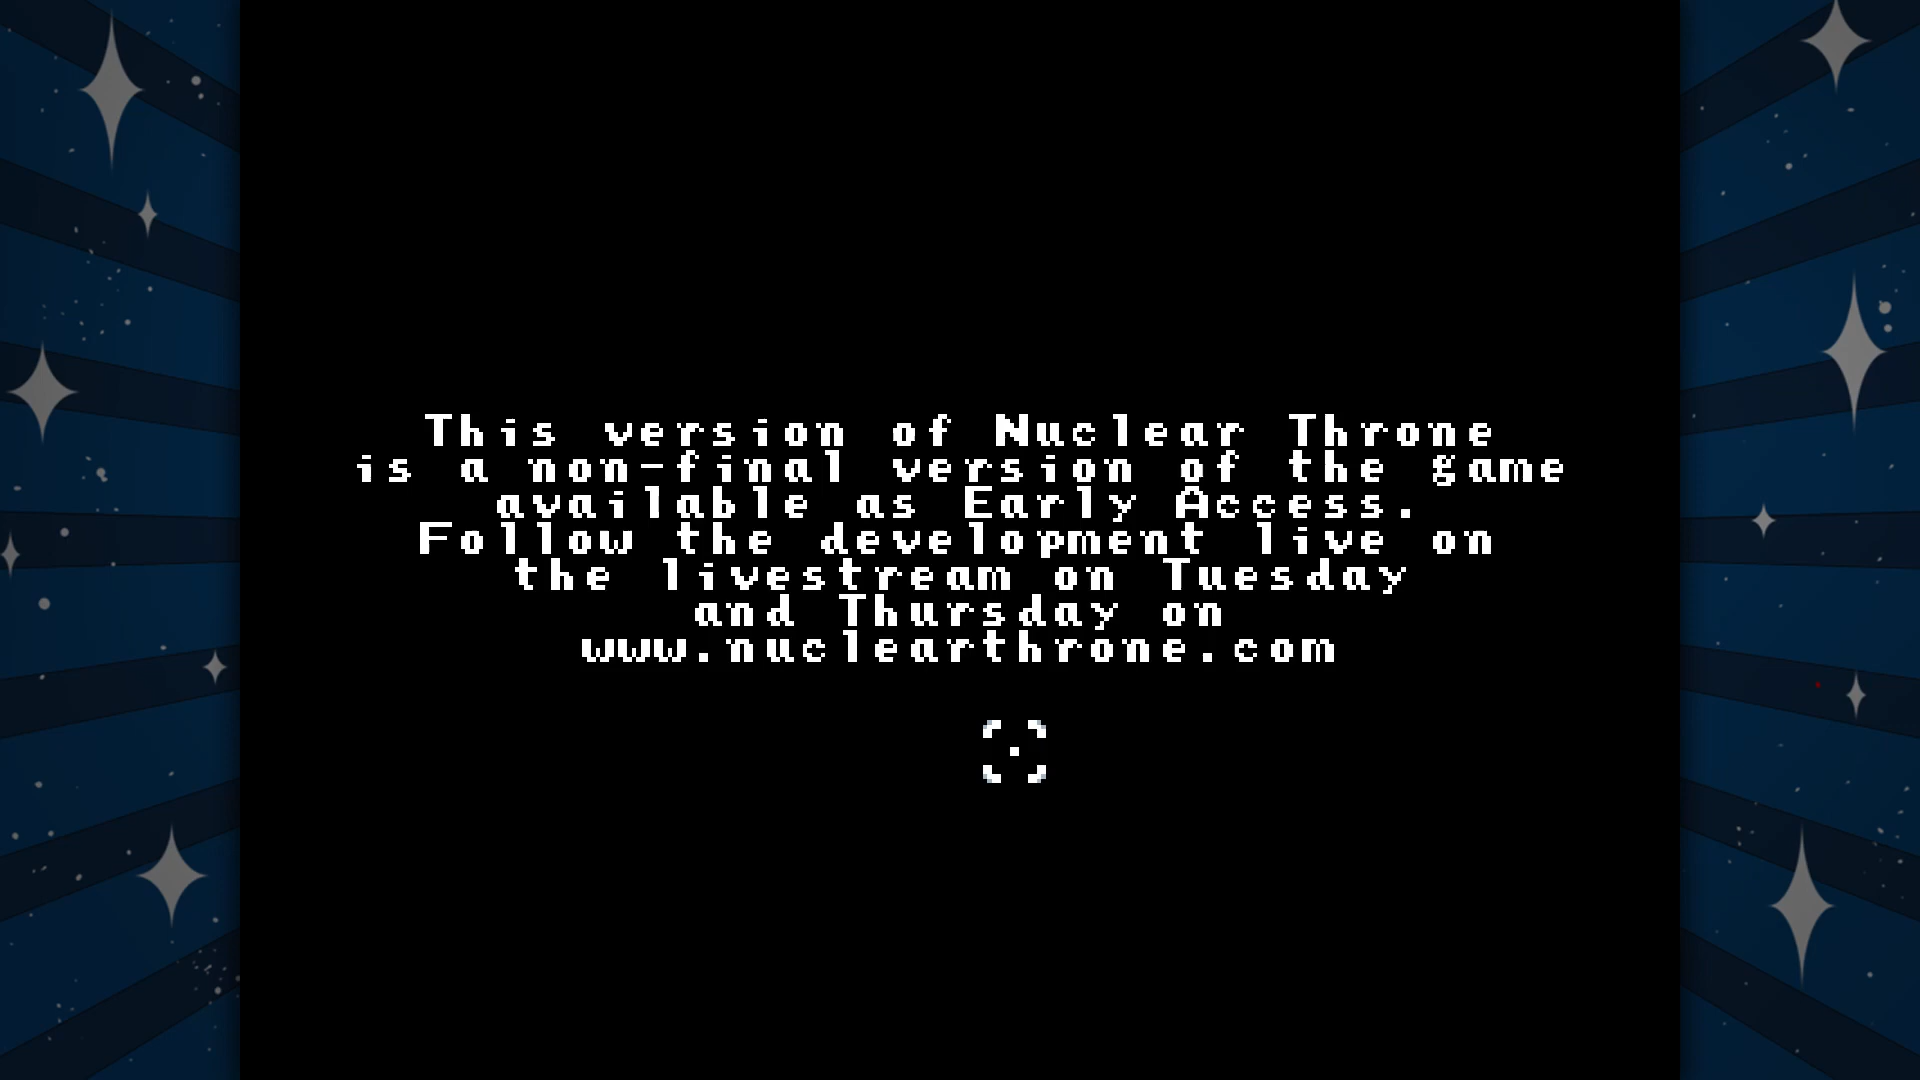 This version of Nuclear Throne
is a non-final version of the game
available as Early Access.
Follow the development live on
the livestream on Tuesday
and Thursday on
www.nuclearthrone.com